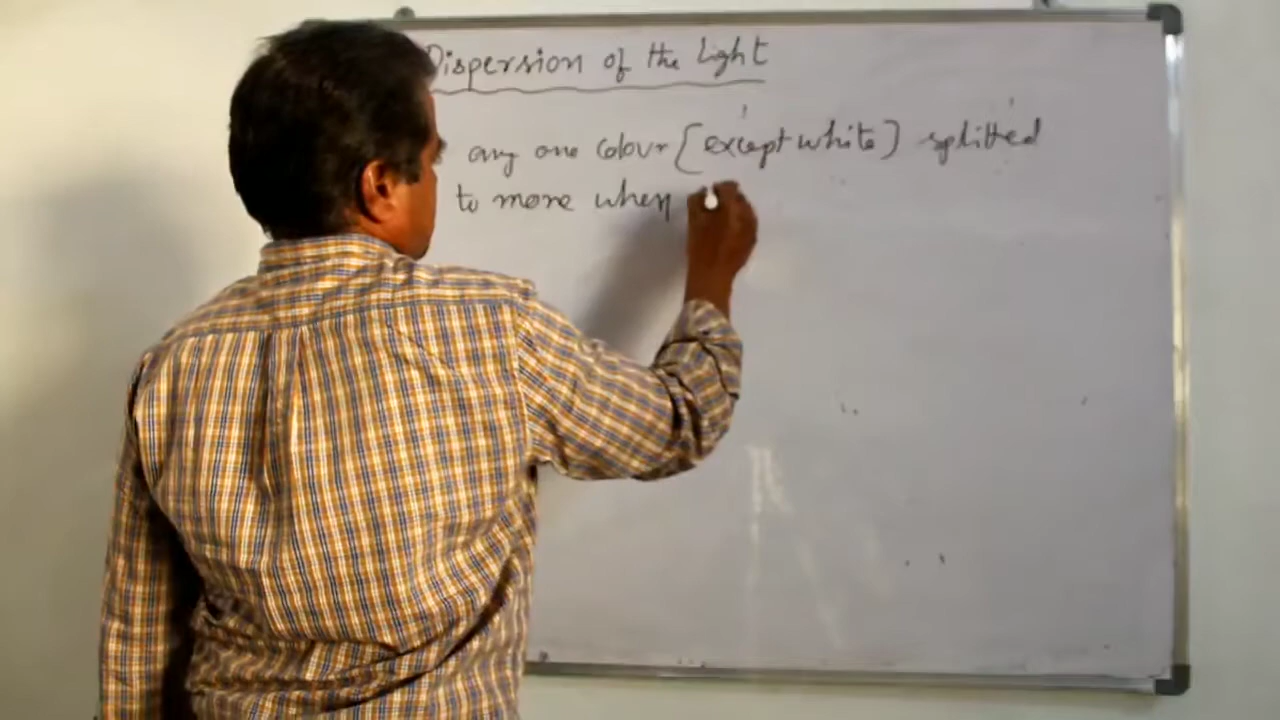 Dispersion of the Light
any one colour [except white] splitted
to more when